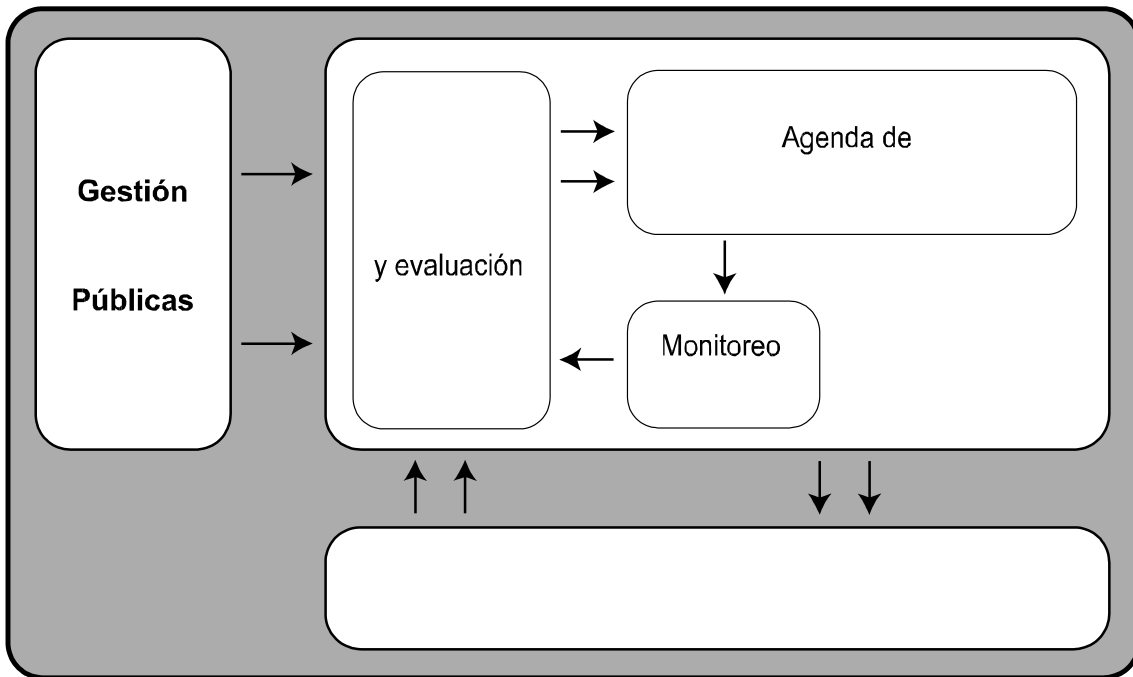 Gestión
Públicas
y evaluación
Agenda de
Monitoreo